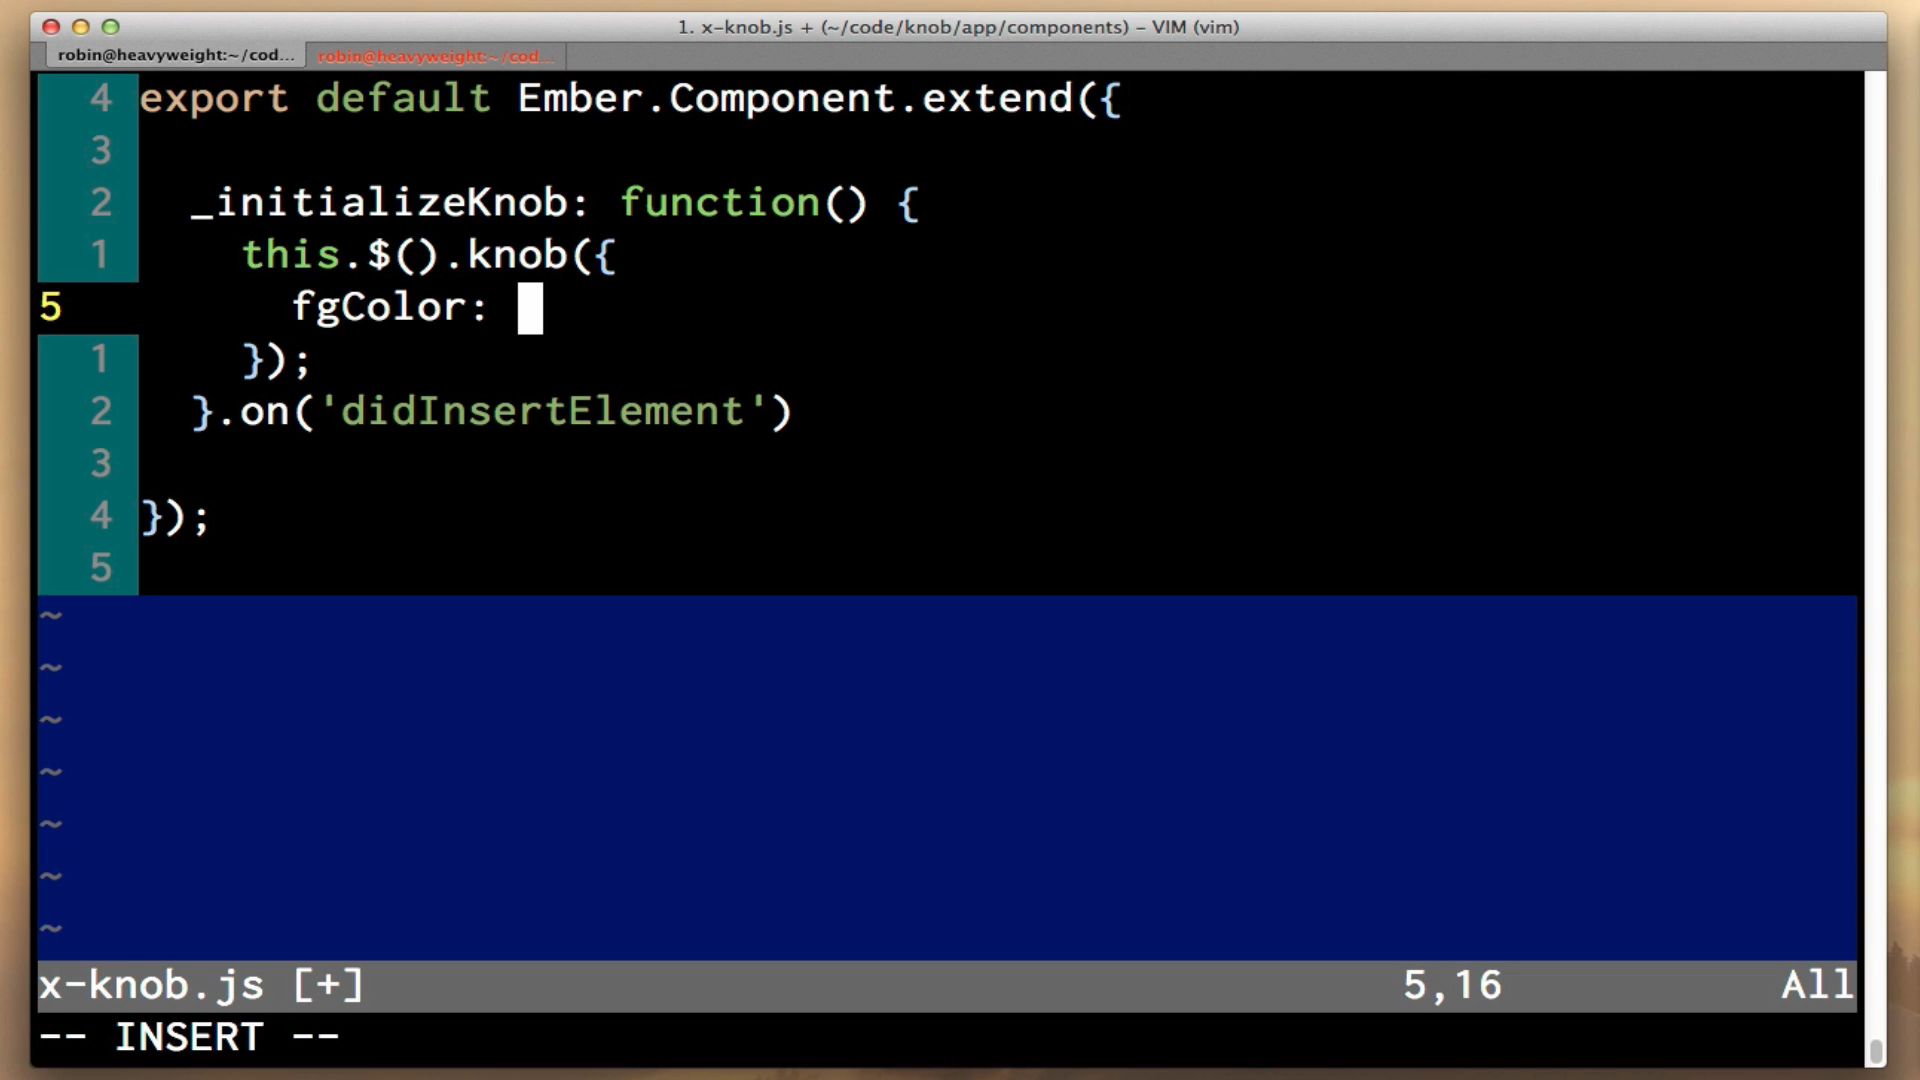 1. x-knob.js + (~/code/knob/app/components) – VIM (vim)
robin@heavyweight:~/cod... robin@heavyweight:~/cod...
4 export default Ember.Component.extend({
3
2   _initializeKnob: function() {
1     this.$().knob({
5       fgColor:
1     });
2   }.on('didInsertElement')
3
4 });
5
~
~
~
~
~
~
~
x-knob.js [+] 5,16 All
-- INSERT --